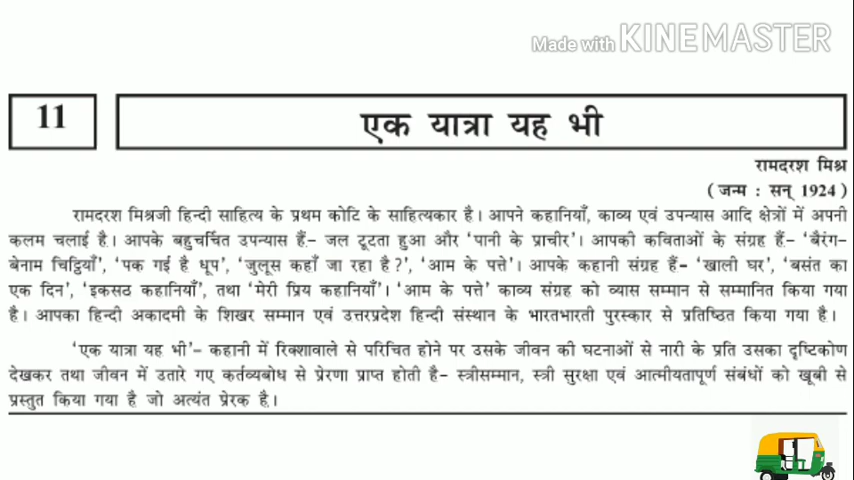 Made with KINEMASTER
11
एक यात्रा यह भी
रामदरश मिश्र
( जन्म : सन् 1924 )
रामदरश मिश्रजी हिन्दी साहित्य के प्रथम कोटि के साहित्यकार है। आपने कहानियाँ, काव्य एवं उपन्यास आदि क्षेत्रों में अपनी
कलम चलाई है। आपके बहुचर्चित उपन्यास हैं- जल टूटता हुआ और 'पानी के प्राचीर'। आपकी कविताओं के संग्रह हैं- 'बैरंग-
बेनाम चिट्ठियाँ', 'पक गई है धूप', 'जुलूस कहाँ जा रहा है?', 'आम के पत्ते'। आपके कहानी संग्रह हैं- 'खाली घर', 'बसंत का
एक दिन', 'इकसठ कहानियाँ', तथा 'मेरी प्रिय कहानियाँ'। 'आम के पत्ते' काव्य संग्रह को व्यास सम्मान से सम्मानित किया गया
है। आपका हिन्दी अकादमी के शिखर सम्मान एवं उत्तरप्रदेश हिन्दी संस्थान के भारतभारती पुरस्कार से प्रतिष्ठित किया गया है।
'एक यात्रा यह भी'- कहानी में रिक्शावाले से परिचित होने पर उसके जीवन की घटनाओं से नारी के प्रति उसका दृष्टिकोण
देखकर तथा जीवन में उतारे गए कर्तव्यबोध से प्रेरणा प्राप्त होती है- स्त्रीसम्मान, स्त्री सुरक्षा एवं आत्मीयतापूर्ण संबंधों को खूबी से
प्रस्तुत किया गया है जो अत्यंत प्रेरक है।